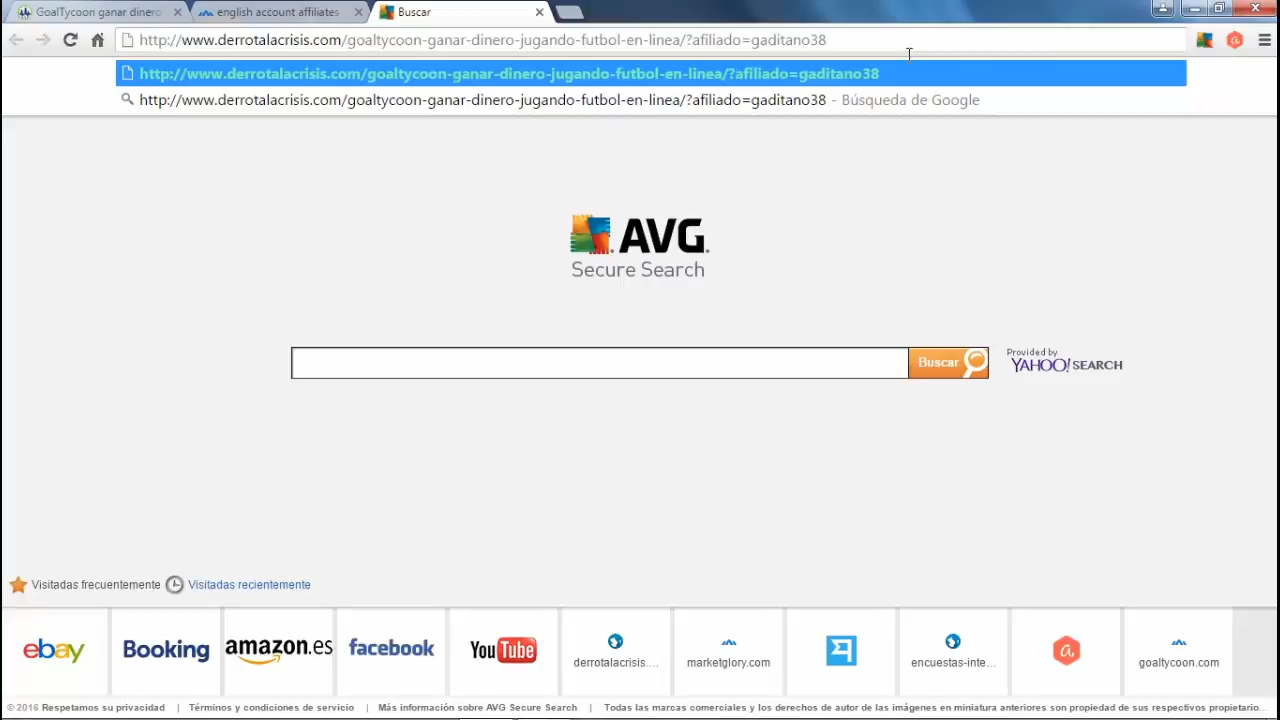 GoalTycoon ganar dinero
english account affiliates
Buscar
http://www.derrotalacrisis.com/goaltycoon-ganar-dinero-jugando-futbol-en-linea/?afiliado=gaditano38
http://www.derrotalacrisis.com/goaltycoon-ganar-dinero-jugando-futbol-en-linea/?afiliado=gaditano38
http://www.derrotalacrisis.com/goaltycoon-ganar-dinero-jugando-futbol-en-linea/?afiliado=gaditano38 - Búsqueda de Google
AVG.
Secure Search
Buscar
Provided by
YAHOO! SEARCH
Visitadas frecuentemente
Visitadas recientemente
ebay
Booking
amazon.es
facebook
YouTube
derrotalacrisis....
marketglory.com
encuestas-inte...
a
goaltycoon.com
© 2016 Respetamos su privacidad | Términos y condiciones de servicio | Más información sobre AVG Secure Search | Todas las marcas comerciales y los derechos de autor de las imágenes en miniatura anteriores son propiedad de sus respectivos propietario...